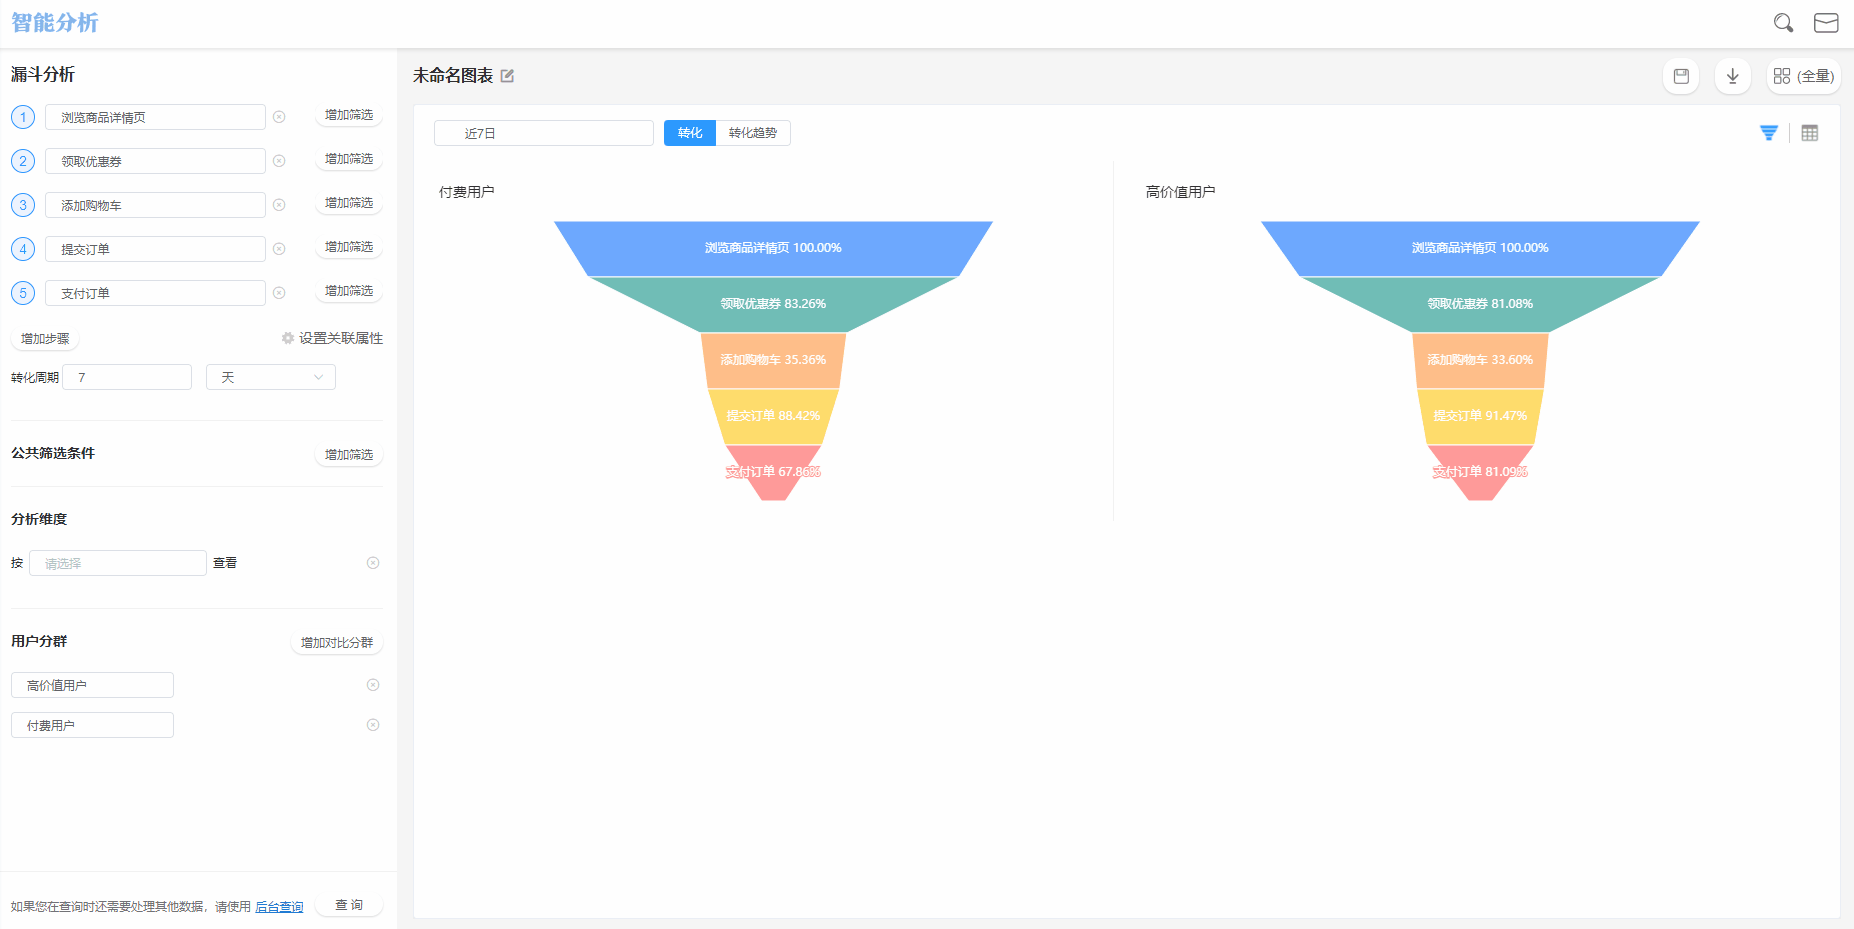 智能分析
漏斗分析
1 浏览商品详情页 增加筛选
2 领取优惠券 增加筛选
3 添加购物车 增加筛选
4 提交订单 增加筛选
5 支付订单 增加筛选
增加步骤 设置关联属性
转化周期 7 天
公共筛选条件 增加筛选
分析维度
按 请选择 查看
用户分群 增加对比分群
高价值用户
付费用户
如果您在查询时还需要处理其他数据，请使用 后台查询 查 询
未命名图表 (全量)
近7日 转化 转化趋势
付费用户
浏览商品详情页 100.00%
领取优惠券 83.26%
添加购物车 35.36%
提交订单 88.42%
支付订单 67.86%
高价值用户
浏览商品详情页 100.00%
领取优惠券 81.08%
添加购物车 33.60%
提交订单 91.47%
支付订单 81.09%